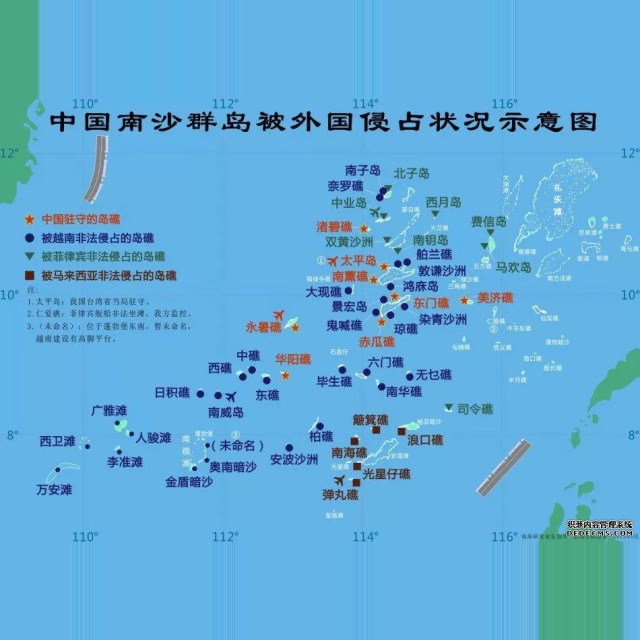 110° 112° 114° 116°
中国南沙群岛被外国侵占状况示意图
12° 12°
南子岛
北子岛
奈罗礁
中业岛
西月岛
渚碧礁
费信岛
双黄沙洲
南钥岛
马欢岛
礼乐滩
中国驻守的岛礁
被越南非法侵占的岛礁
被菲律宾非法侵占的岛礁
被马来西亚非法侵占的岛礁
注:
1.太平岛:我国台湾省当局驻守。
2.仁爱礁:菲律宾舰船非法坐滩,我方监控。
3.(未命名):位于蓬勃堡东南,暂未命名,
越南建设有高脚平台。
① 太平岛
舶兰礁
敦谦沙洲
南薰礁
鸿庥岛
大现礁
10° 10°
景宏岛
东门礁
美济礁
染青沙洲
永暑礁
鬼喊礁
琼礁
赤瓜礁
②
中礁
华阳礁
西礁
六门礁
无乜礁
毕生礁
南华礁
日积礁
东礁
南威岛
司令礁
广雅滩
簸箕礁
8° 8°
人骏滩
西卫滩
③
(未命名)
柏礁
浪口礁
李准滩
奥南暗沙
安波沙洲
南海礁
南薇滩
光星仔礁
万安滩
金盾暗沙
弹丸礁
110° 112° 114° 116°
织梦内容管理系统
DEDECMS.COM